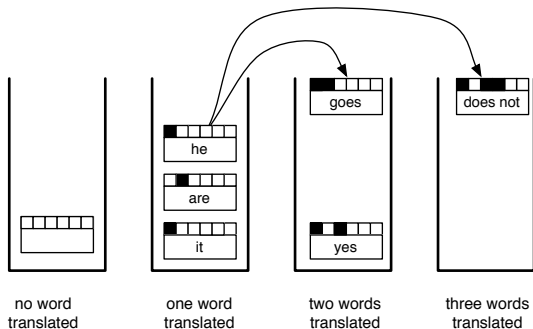 goes
does not
he
are
it
yes
no word
translated
one word
translated
two words
translated
three words
translated